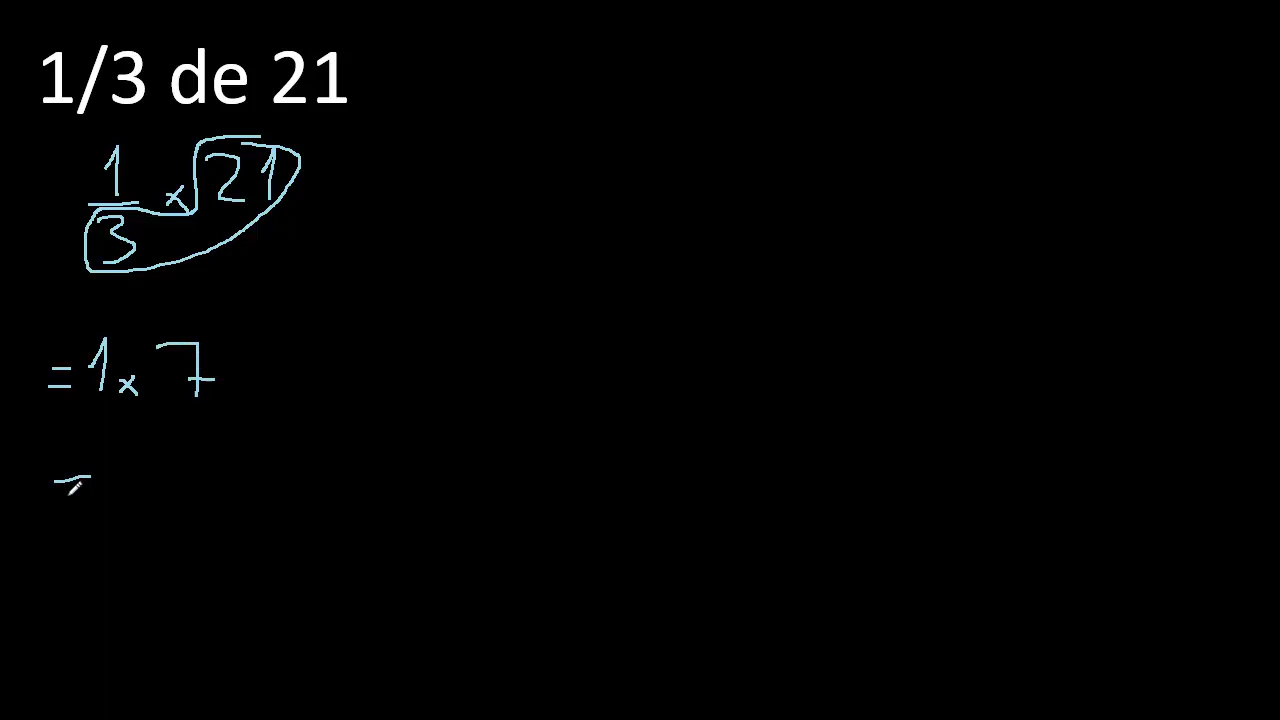 1/3 de 21
1/3 x 21
= 1 x 7